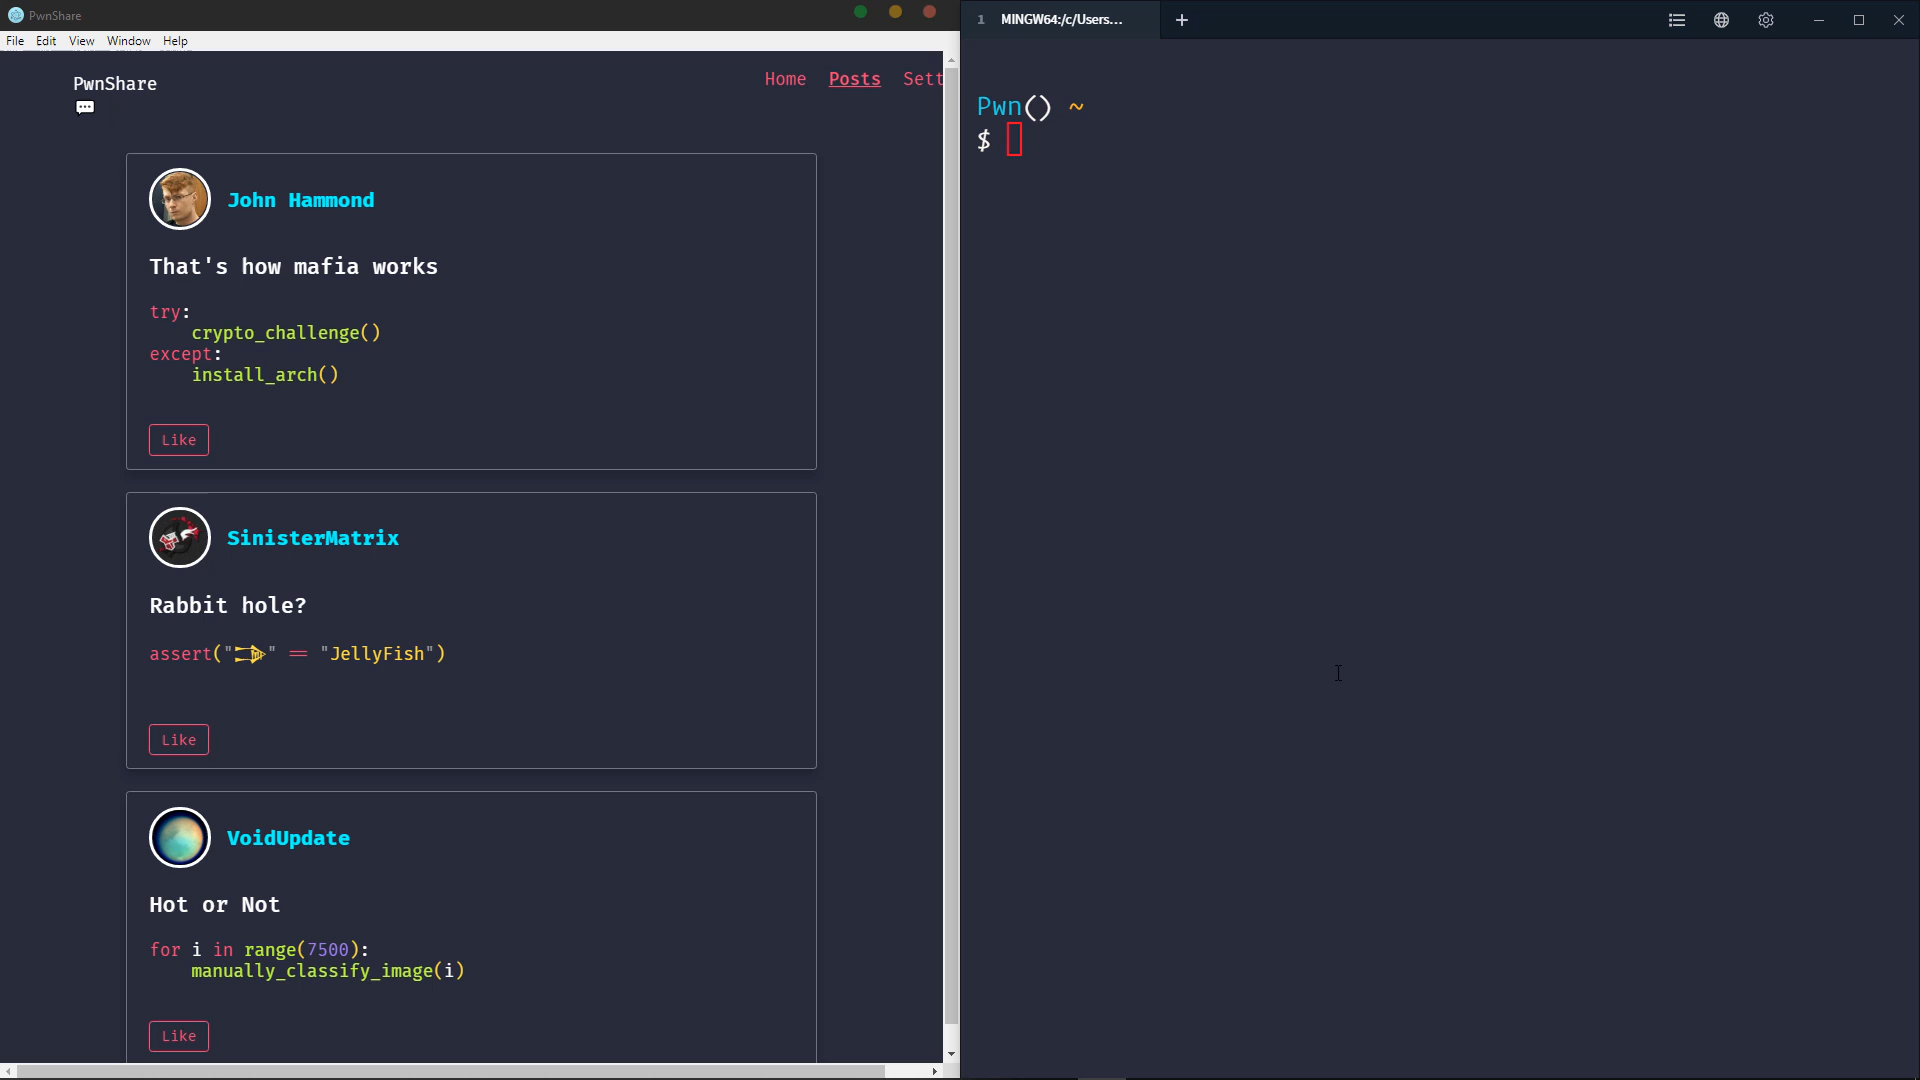 PwnShare
File Edit View Window Help
PwnShare
Home Posts Sett
John Hammond
That's how mafia works
try:
    crypto_challenge()
except:
    install_arch()
Like
SinisterMatrix
Rabbit hole?
assert(" " == "JellyFish")
Like
VoidUpdate
Hot or Not
for i in range(7500):
    manually_classify_image(i)
Like
1 MINGW64:/c/Users...
Pwn() ~
$